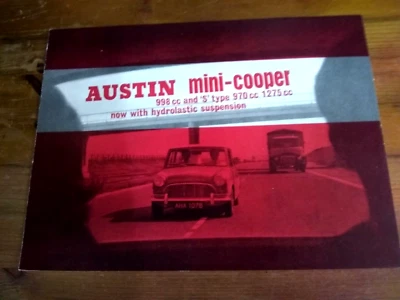 AUSTIN mini-cooper
998 cc and 'S' type 970 cc 1275 cc
now with hydrolastic suspension